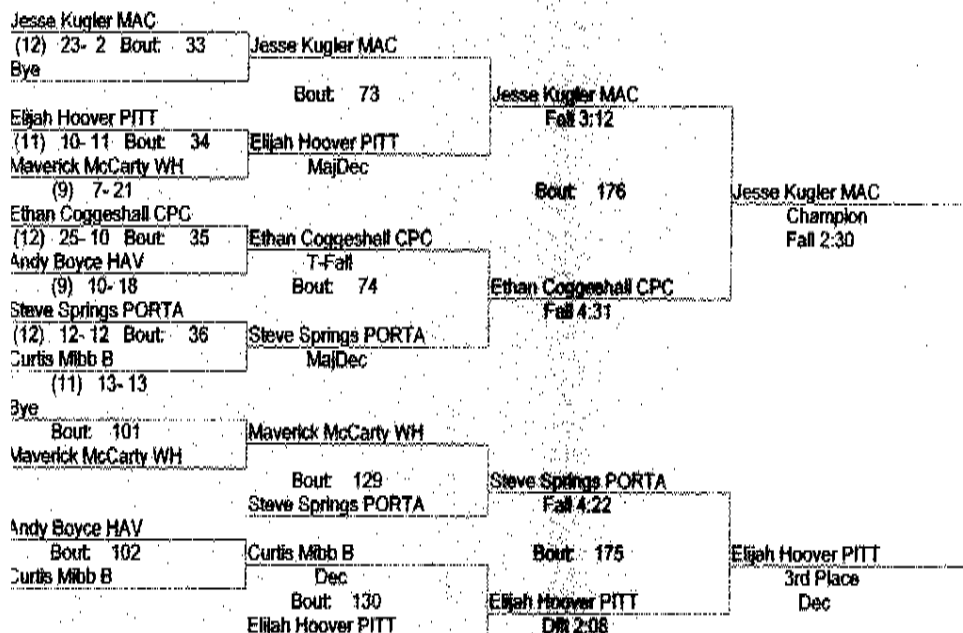 Jesse Kugler MAC
(12) 23- 2 Bout: 33
Jesse Kugler MAC
Bye
Bout: 73
Jesse Kugler MAC
Fall 3:12
Elijah Hoover PITT
(11) 10- 11 Bout: 34
Elijah Hoover PITT
MajDec
Maverick McCarty WH
(9) 7- 21
Bout: 176
Jesse Kugler MAC
Champion
Fall 2:30
Ethan Coggeshall CPC
(12) 25- 10 Bout: 35
Ethan Coggeshall CPC
T-Fall
Andy Boyce HAV
(9) 10- 18
Bout: 74
Ethan Coggeshall CPC
Fall 4:31
Steve Springs PORTA
(12) 12- 12 Bout: 36
Steve Springs PORTA
MajDec
Curtis Mibb B
(11) 13- 13
Bye
Bout: 101
Maverick McCarty WH
Maverick McCarty WH
Bout: 129
Steve Springs PORTA
Fall 4:22
Steve Springs PORTA
Andy Boyce HAV
Bout: 102
Curtis Mibb B
Dec
Curtis Mibb B
Bout: 175
Elijah Hoover PITT
3rd Place
Dec
Bout: 130
Elijah Hoover PITT
Elijah Hoover PITT
2:08